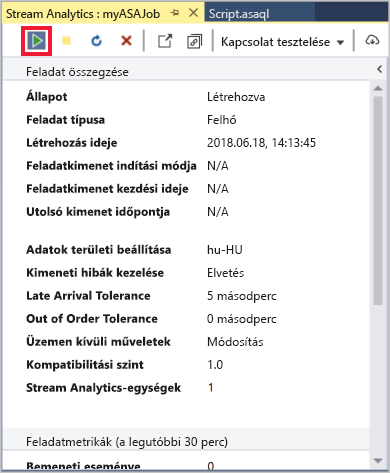 Stream Analytics : myASAJob Script.asaql
Kapcsolat tesztelése
Feladat összegzése
Állapot Létrehozva
Feladat típusa Felhő
Létrehozás ideje 2018.06.18, 14:13:45
Feladatkimenet indítási módja N/A
Feladatkimenet kezdési ideje N/A
Utolsó kimenet időpontja N/A
Adatok területi beállítása hu-HU
Kimeneti hibák kezelése Elvetés
Late Arrival Tolerance 5 másodperc
Out of Order Tolerance 0 másodperc
Üzemen kívüli műveletek Módosítás
Kompatibilitási szint 1.0
Stream Analytics-egységek 1
Feladatmetrikák (a legutóbbi 30 perc)
Bemeneti eseménye 0